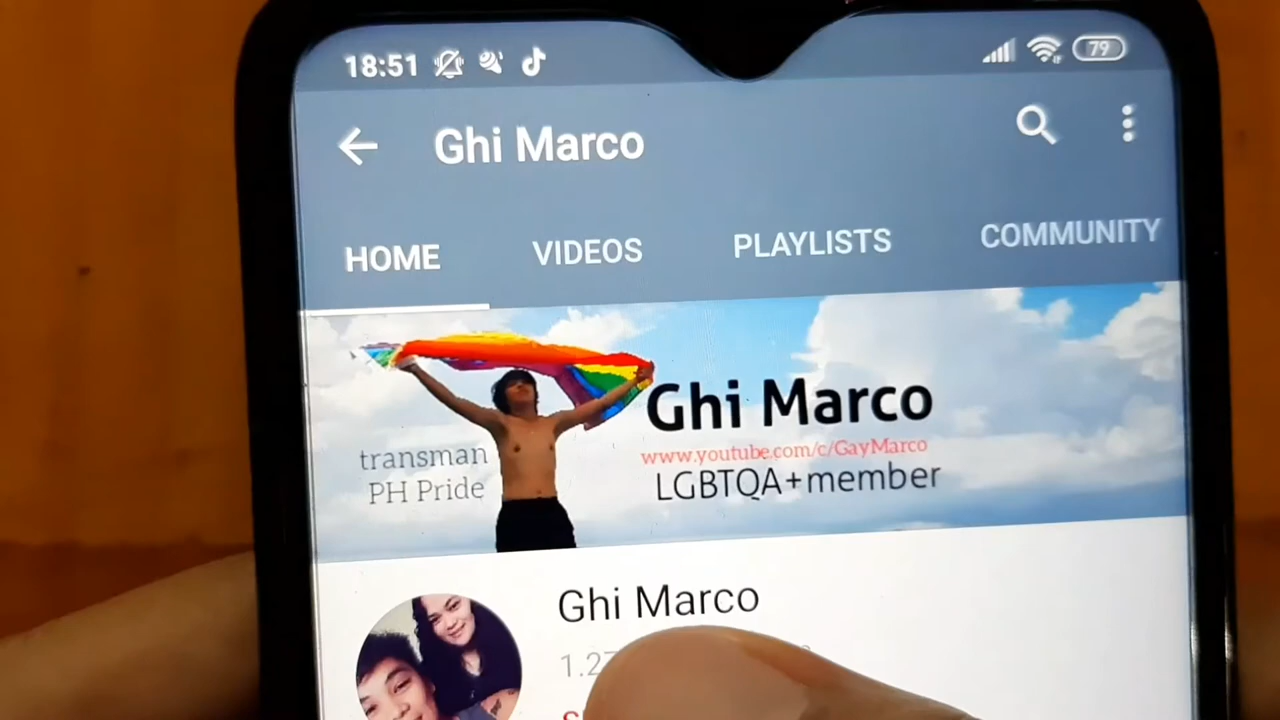 18:51
79
Ghi Marco
HOME VIDEOS PLAYLISTS COMMUNITY
Ghi Marco
www.youtube.com/c/GayMarco
transman
PH Pride
LGBTQA+member
Ghi Marco